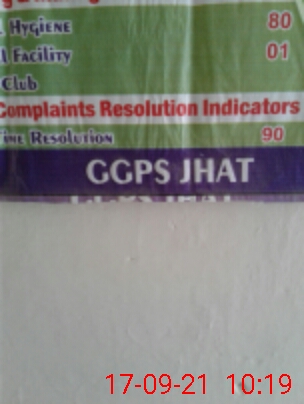 Hygiene 80
Facility 01
Club
Complaints Resolution Indicators
Resolution 90
GGPS JHAT
17-09-21 10:19